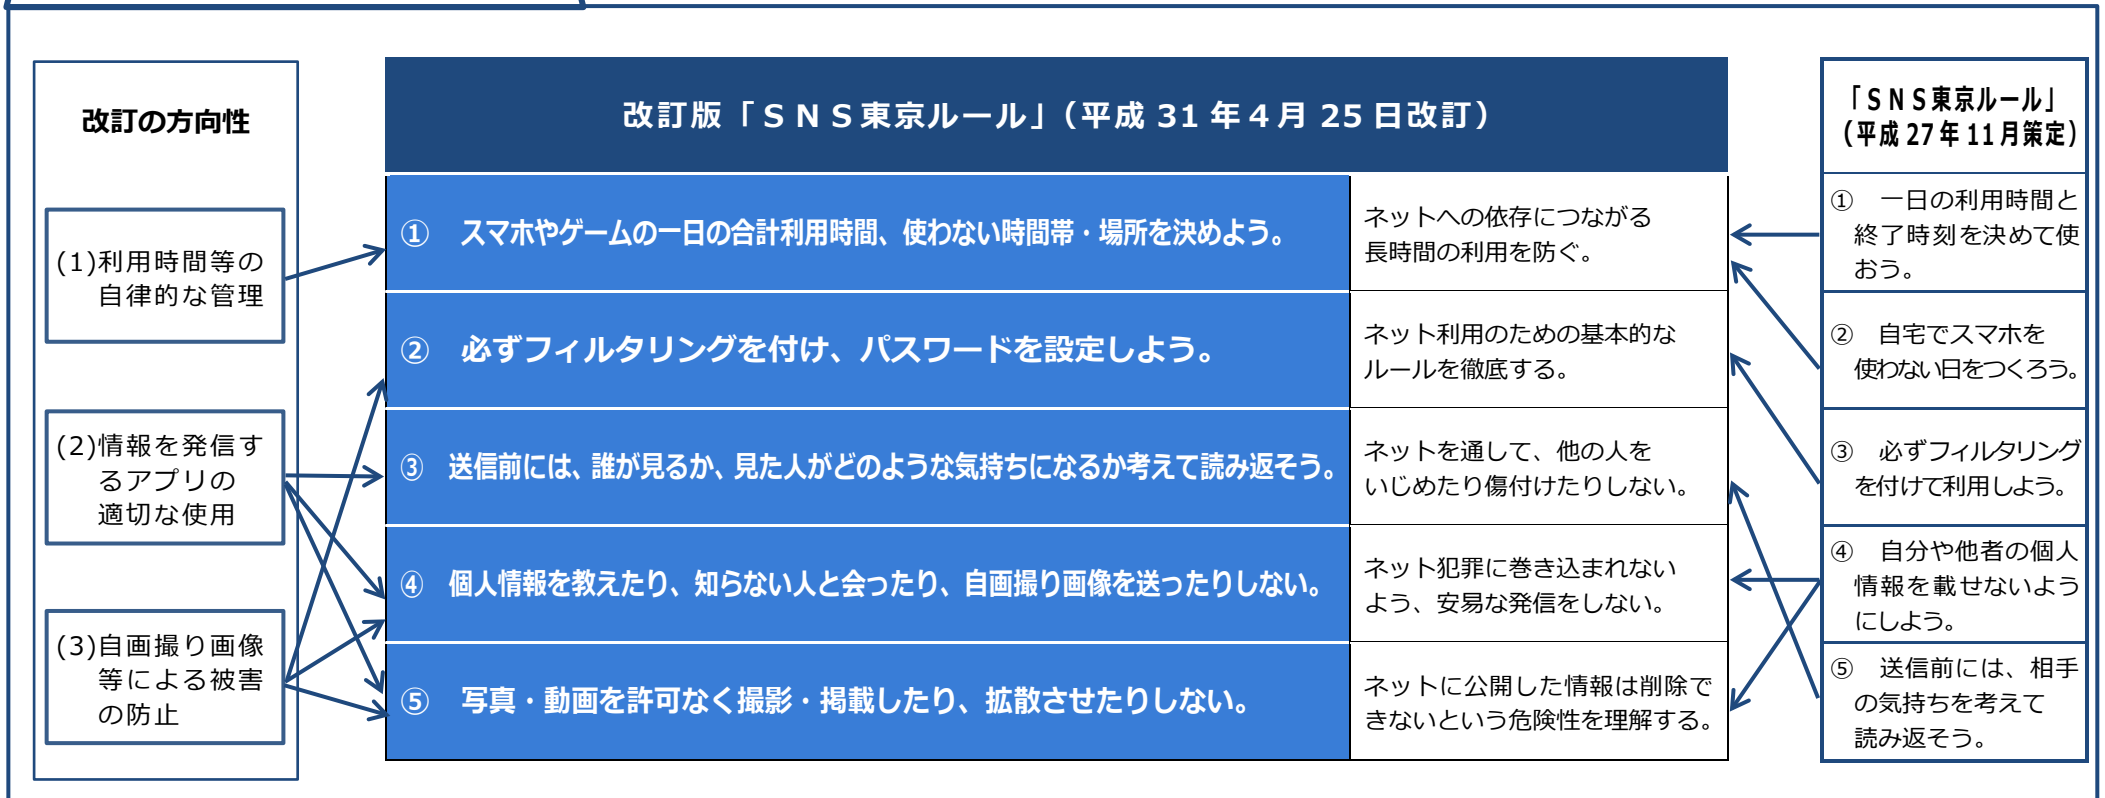 改訂の方向性
(1)利用時間等の
自律的な管理
(2)情報を発信す
るアプリの
適切な使用
(3)自画撮り画像
等による被害
の防止
改訂版「ＳＮＳ東京ルール」（平成 31 年４月 25 日改訂）
① スマホやゲームの一日の合計利用時間、使わない時間帯・場所を決めよう。
ネットへの依存につながる
長時間の利用を防ぐ。
② 必ずフィルタリングを付け、パスワードを設定しよう。
ネット利用のための基本的な
ルールを徹底する。
③ 送信前には、誰が見るか、見た人がどのような気持ちになるか考えて読み返そう。
ネットを通して、他の人を
いじめたり傷付けたりしない。
④ 個人情報を教えたり、知らない人と会ったり、自画撮り画像を送ったりしない。
ネット犯罪に巻き込まれない
よう、安易な発信をしない。
⑤ 写真・動画を許可なく撮影・掲載したり、拡散させたりしない。
ネットに公開した情報は削除で
きないという危険性を理解する。
「ＳＮＳ東京ルール」
（平成 27 年 11 月策定）
① 一日の利用時間と
終了時刻を決めて使
おう。
② 自宅でスマホを
使わない日をつくろう。
③ 必ずフィルタリング
を付けて利用しよう。
④ 自分や他者の個人
情報を載せないよう
にしよう。
⑤ 送信前には、相手
の気持ちを考えて
読み返そう。